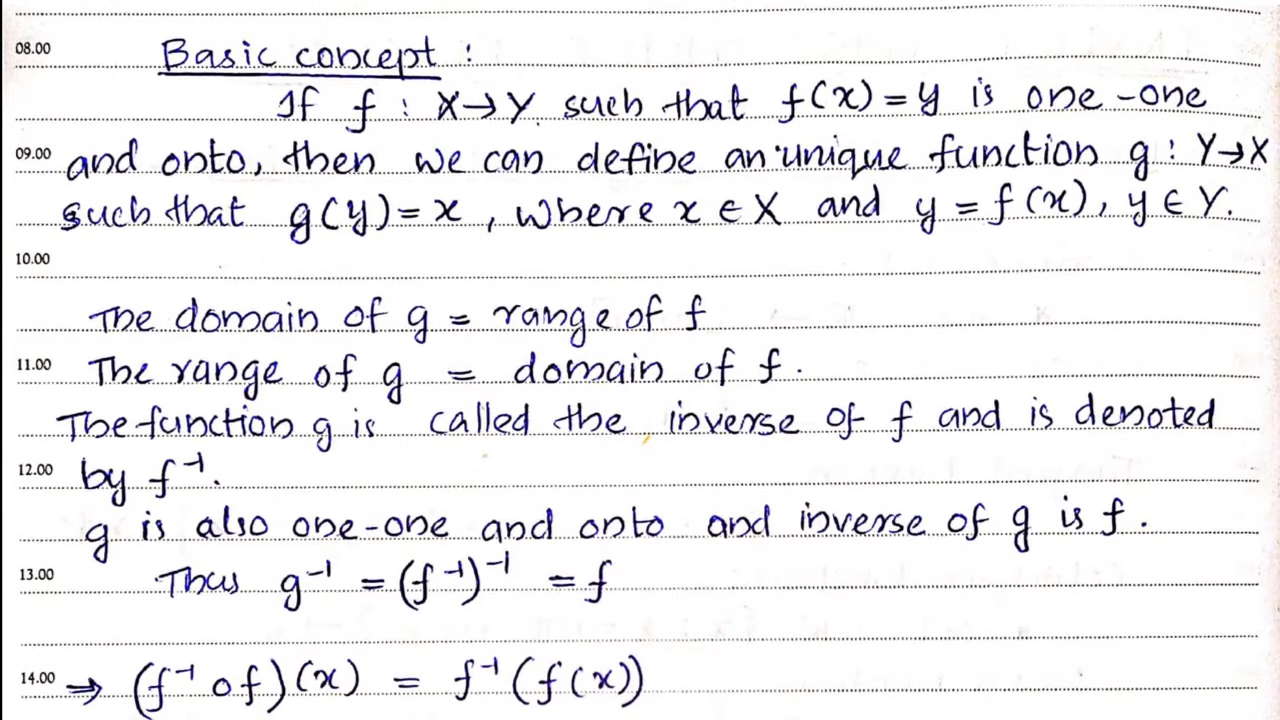 08.00 Basic concept :
If f : X→Y such that f(x) = y is one-one
09.00 and onto, then we can define an unique function g : Y→X
such that g(y) = x , where x ∈ X and y = f(x), y ∈ Y.
10.00
The domain of g = range of f
11.00 The range of g = domain of f.
The function g is called the inverse of f and is denoted
12.00 by f⁻¹.
g is also one-one and onto and inverse of g is f.
13.00 Thus g⁻¹ = (f⁻¹)⁻¹ = f
14.00 ⇒ (f⁻¹ o f)(x) = f⁻¹(f(x))